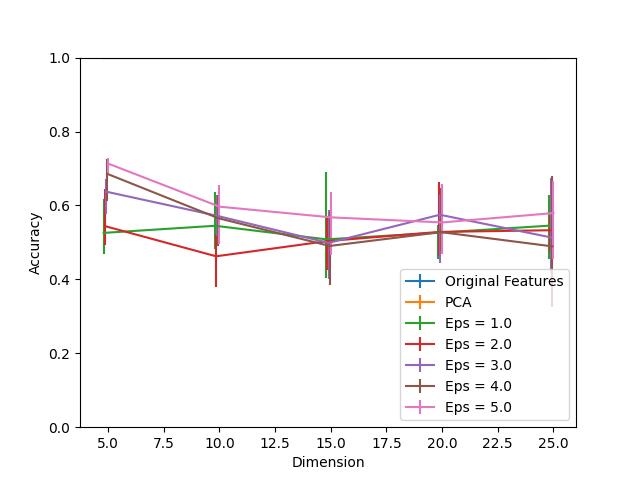 1.0
0.8
0.6
0.4
0.2
0.0
Accuracy
5.0 7.5 10.0 12.5 15.0 17.5 20.0 22.5 25.0
Dimension
Original Features
PCA
Eps = 1.0
Eps = 2.0
Eps = 3.0
Eps = 4.0
Eps = 5.0